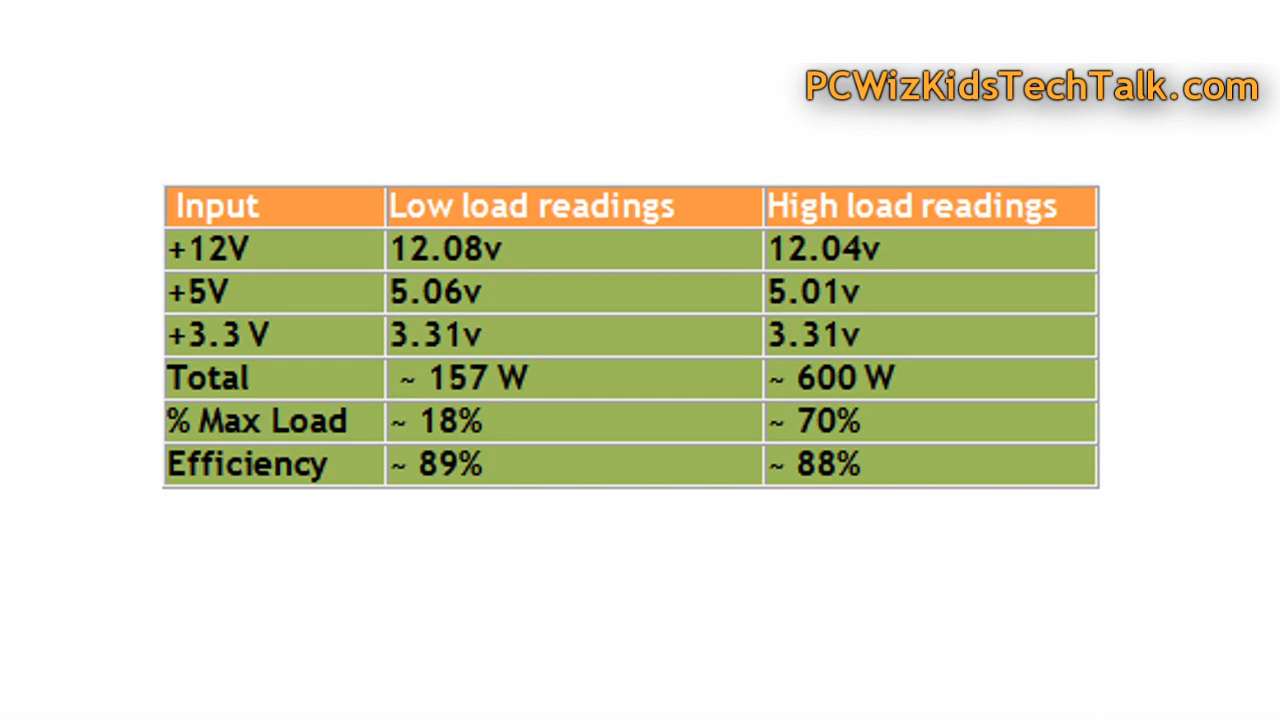 PCWizKidsTechTalk.com
Input Low load readings High load readings
+12V 12.08v 12.04v
+5V 5.06v 5.01v
+3.3 V 3.31v 3.31v
Total ~ 157 W ~ 600 W
% Max Load ~ 18% ~ 70%
Efficiency ~ 89% ~ 88%